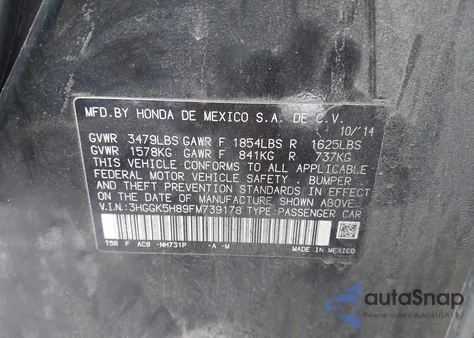 MFD.BY HONDA DE MEXICO S.A. DE C.V.
10/'14
GVWR 3479LBS GAWR F 1854LBS R 1625LBS
GVWR 1578KG GAWR F 841KG R 737KG
THIS VEHICLE CONFORMS TO ALL APPLICABLE
FEDERAL MOTOR VEHICLE SAFETY, BUMPER
AND THEFT PREVENTION STANDARDS IN EFFECT
ON THE DATE OF MANUFACTURE SHOWN ABOVE.
V.I.N.:3HGGK5H89FM739178 TYPE:PASSENGER CAR
T5R F AC8 -NH731P -A -M MADE IN MEXICO
autoSnap